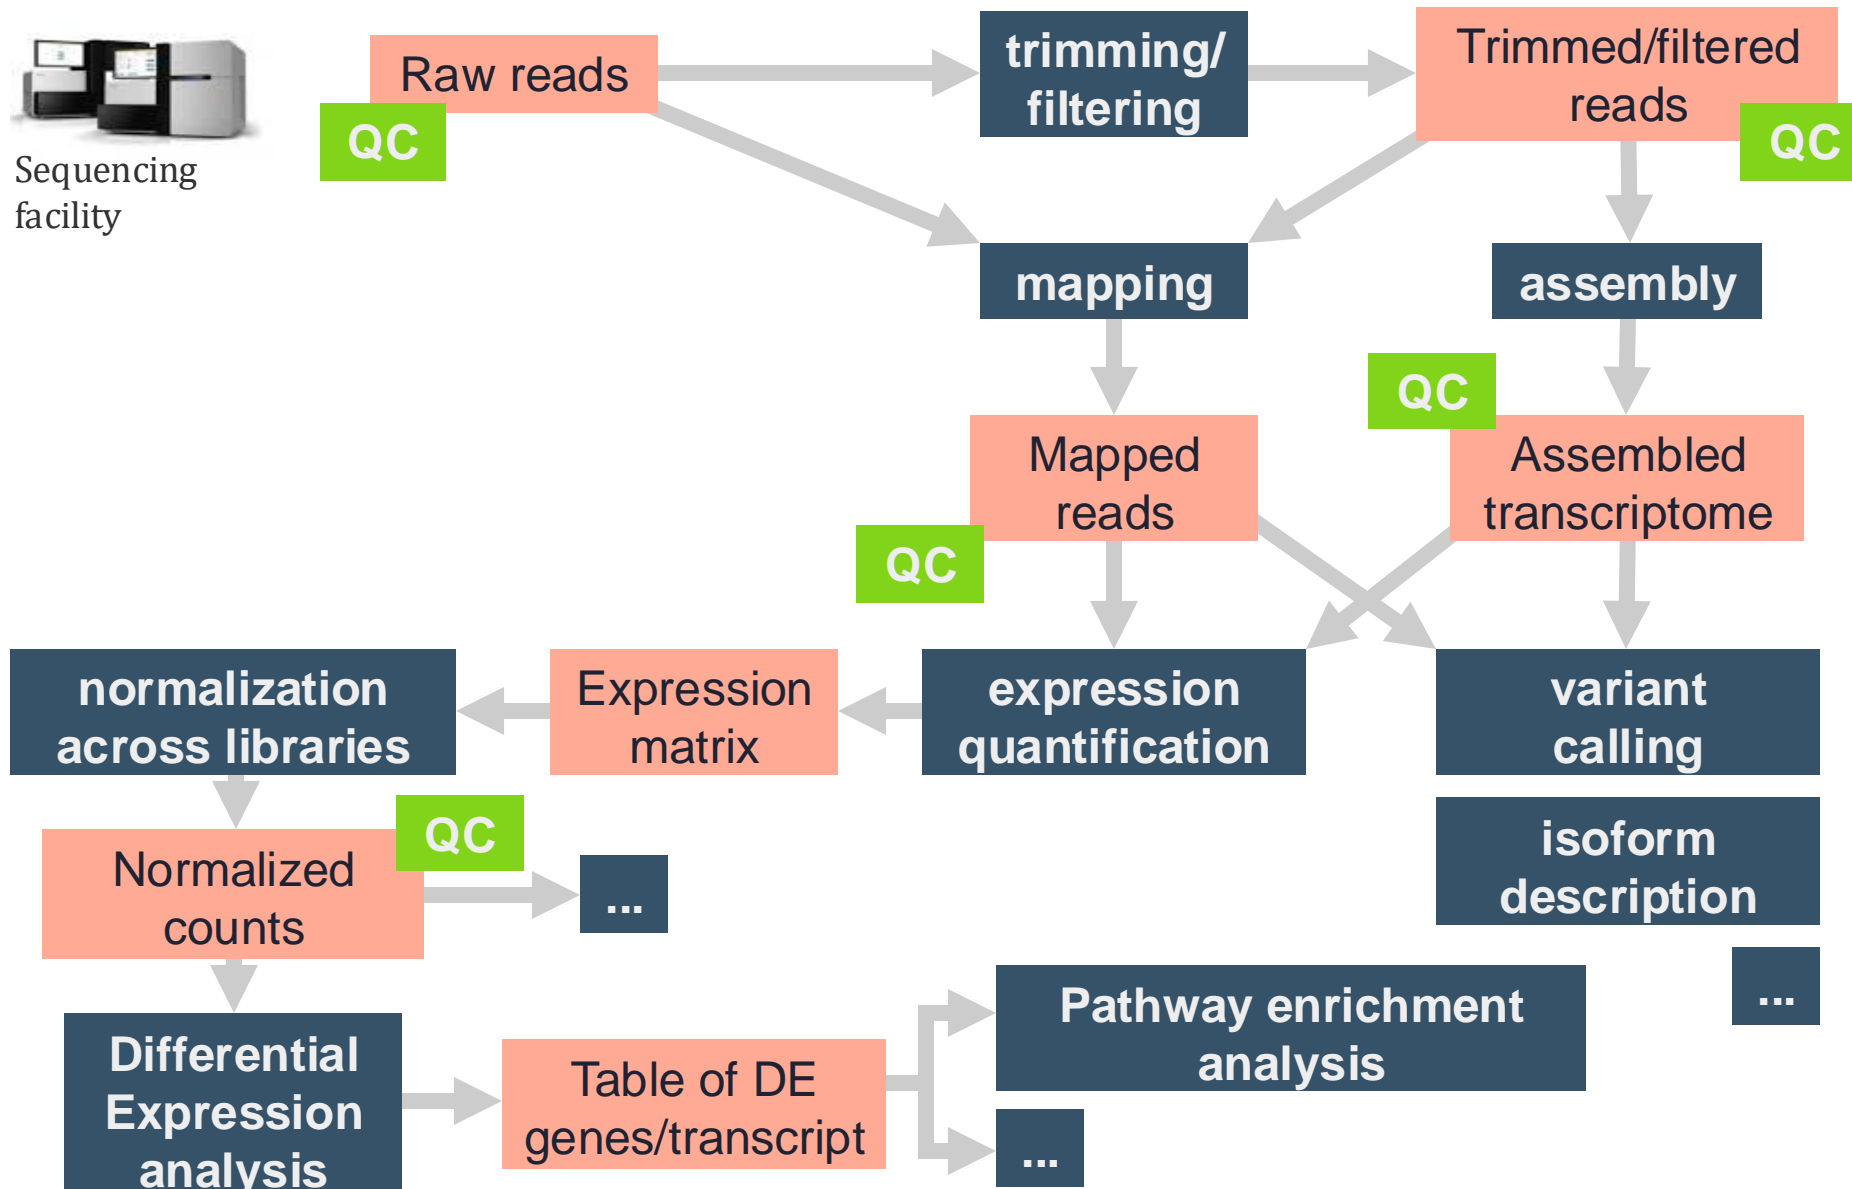 Sequencing
facility
Raw reads
QC
trimming/
filtering
Trimmed/filtered
reads
QC
mapping
assembly
QC
Mapped
reads
QC
Assembled
transcriptome
normalization
across libraries
Expression
matrix
expression
quantification
variant
calling
QC
Normalized
counts
...
isoform
description
...
Differential
Expression
analysis
Table of DE
genes/transcript
Pathway enrichment
analysis
...